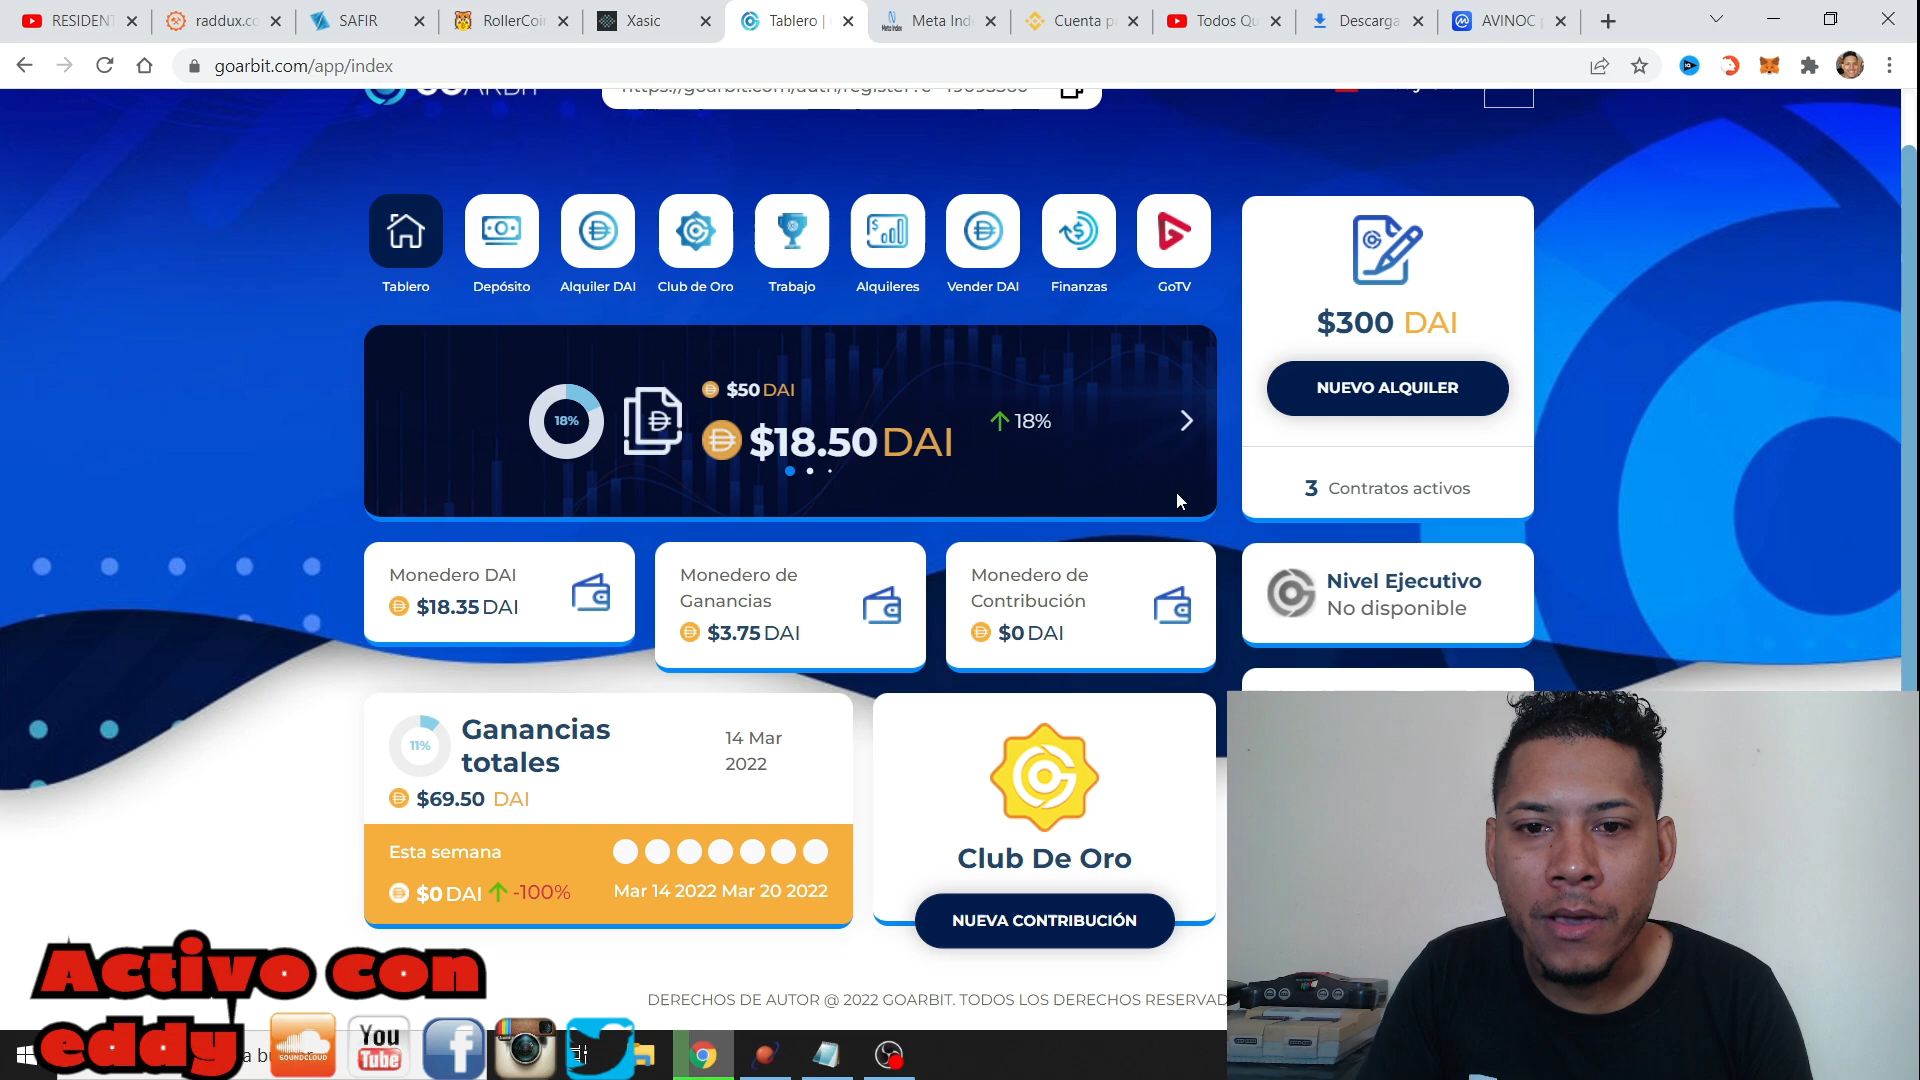 RESIDENT
raddux.co
SAFIR
RollerCoin
Xasic
Tablero |
Meta Ind
Cuenta p
Todos Qu
Descarga
AVINOC
goarbit.com/app/index
Tablero
Depósito
Alquiler DAI
Club de Oro
Trabajo
Alquileres
Vender DAI
Finanzas
GoTV
$300 DAI
NUEVO ALQUILER
3 Contratos activos
18%
$50 DAI
$18.50 DAI
18%
Monedero DAI
$18.35 DAI
Monedero de
Ganancias
$3.75 DAI
Monedero de
Contribución
$0 DAI
Nivel Ejecutivo
No disponible
11%
Ganancias
totales
14 Mar
2022
$69.50 DAI
Esta semana
$0 DAI -100%
Mar 14 2022 Mar 20 2022
Club De Oro
NUEVA CONTRIBUCIÓN
DERECHOS DE AUTOR @ 2022 GOARBIT. TODOS LOS DERECHOS RESERVAD
Activo con
eddy
SOUNDCLOUD
You
Tube